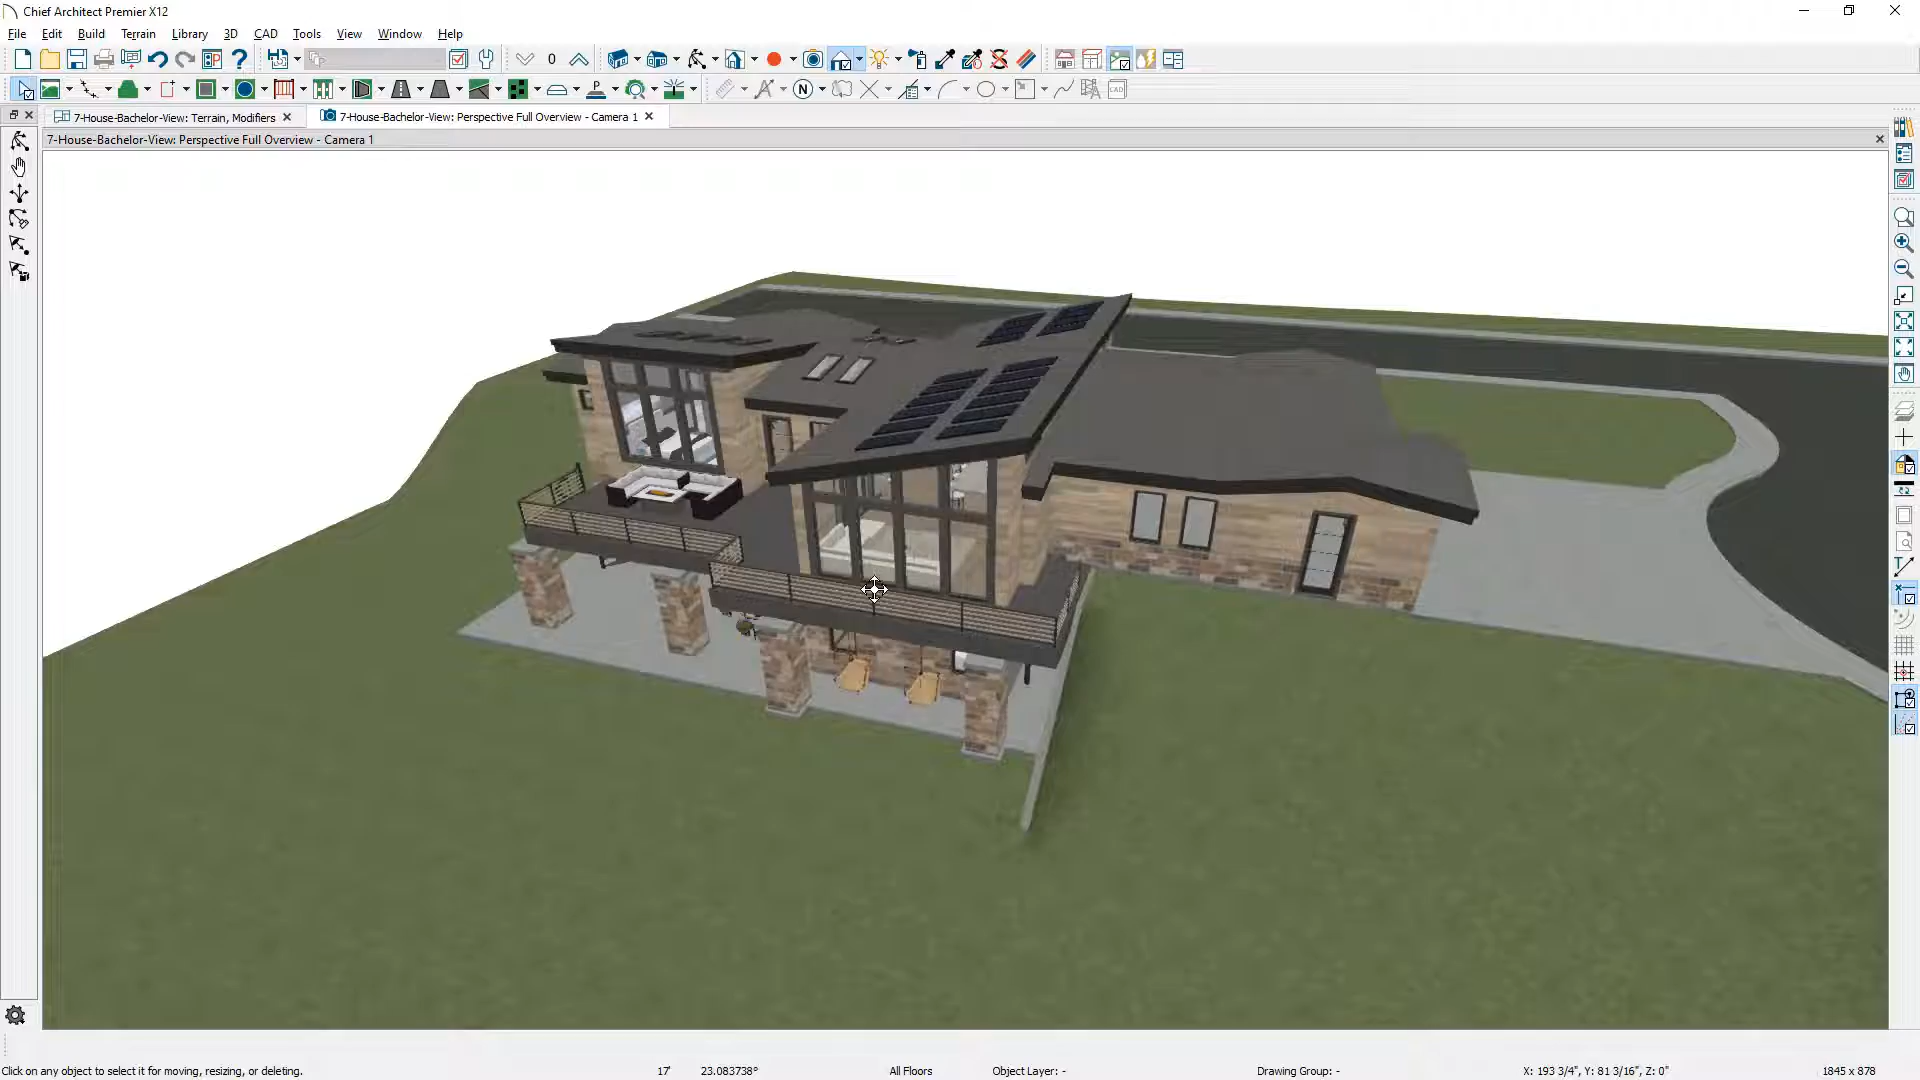 Chief Architect Premier X12
File Edit Build Terrain Library 3D CAD Tools View Window Help
0
7-House-Bachelor-View: Terrain, Modifiers
7-House-Bachelor-View: Perspective Full Overview - Camera 1
7-House-Bachelor-View: Perspective Full Overview - Camera 1
Click on any object to select it for moving, resizing, or deleting.
17'
23.083738°
All Floors
Object Layer: -
Drawing Group: -
X: 193 3/4", Y: 81 3/16", Z: 0"
1845 x 878